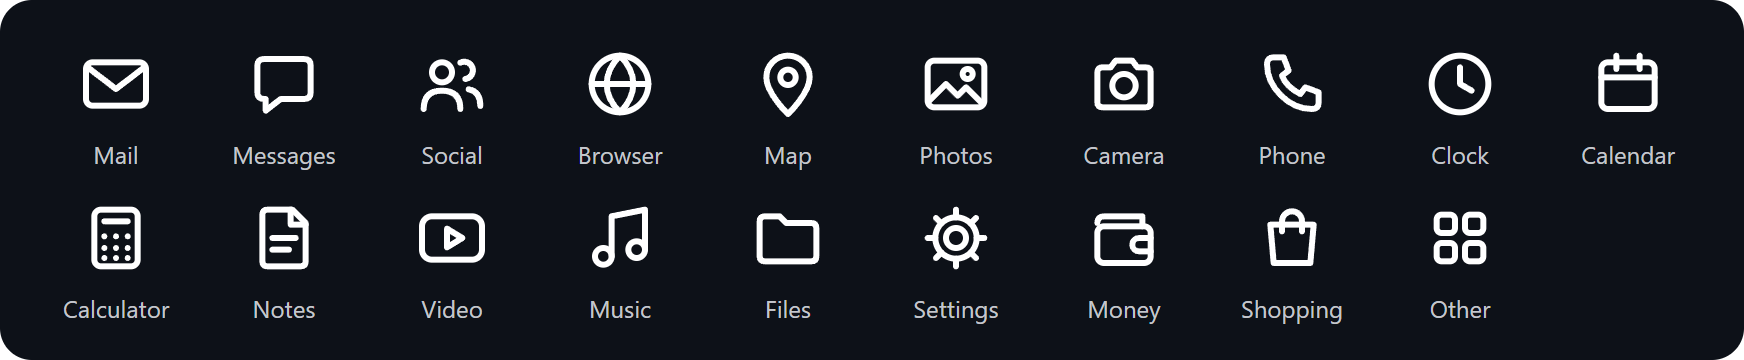 Mail Messages Social Browser Map Photos Camera Phone Clock Calendar
Calculator Notes Video Music Files Settings Money Shopping Other